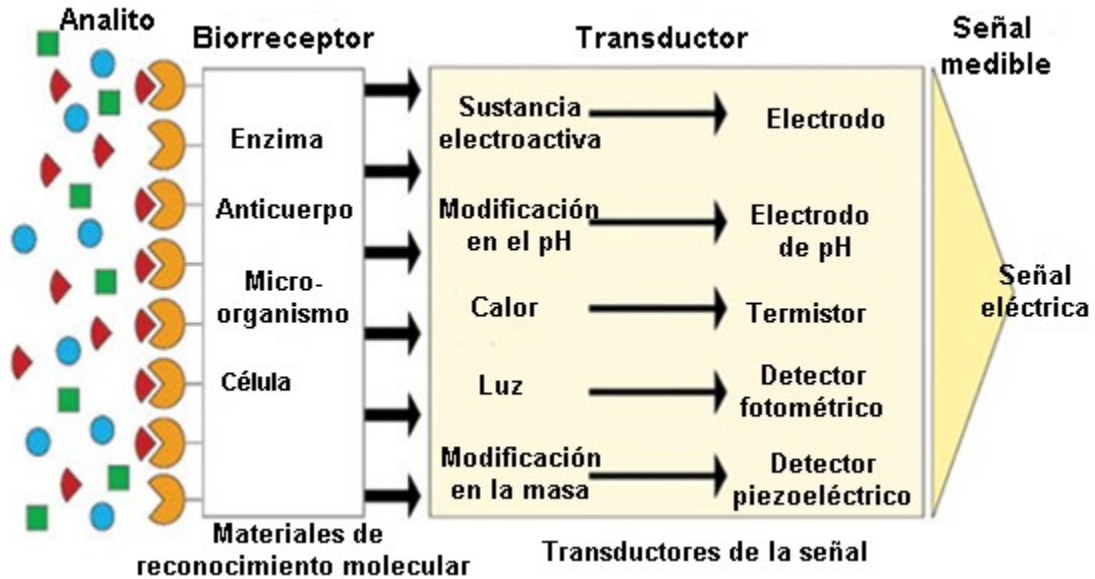 Analito
Biorreceptor
Transductor
Señal
medible
Enzima
Anticuerpo
Micro-
organismo
Célula
Sustancia
electroactiva
Electrodo
Modificación
en el pH
Electrodo
de pH
Calor
Termistor
Luz
Detector
fotométrico
Modificación
en la masa
Detector
piezoeléctrico
Señal
eléctrica
Materiales de
reconocimiento molecular
Transductores de la señal